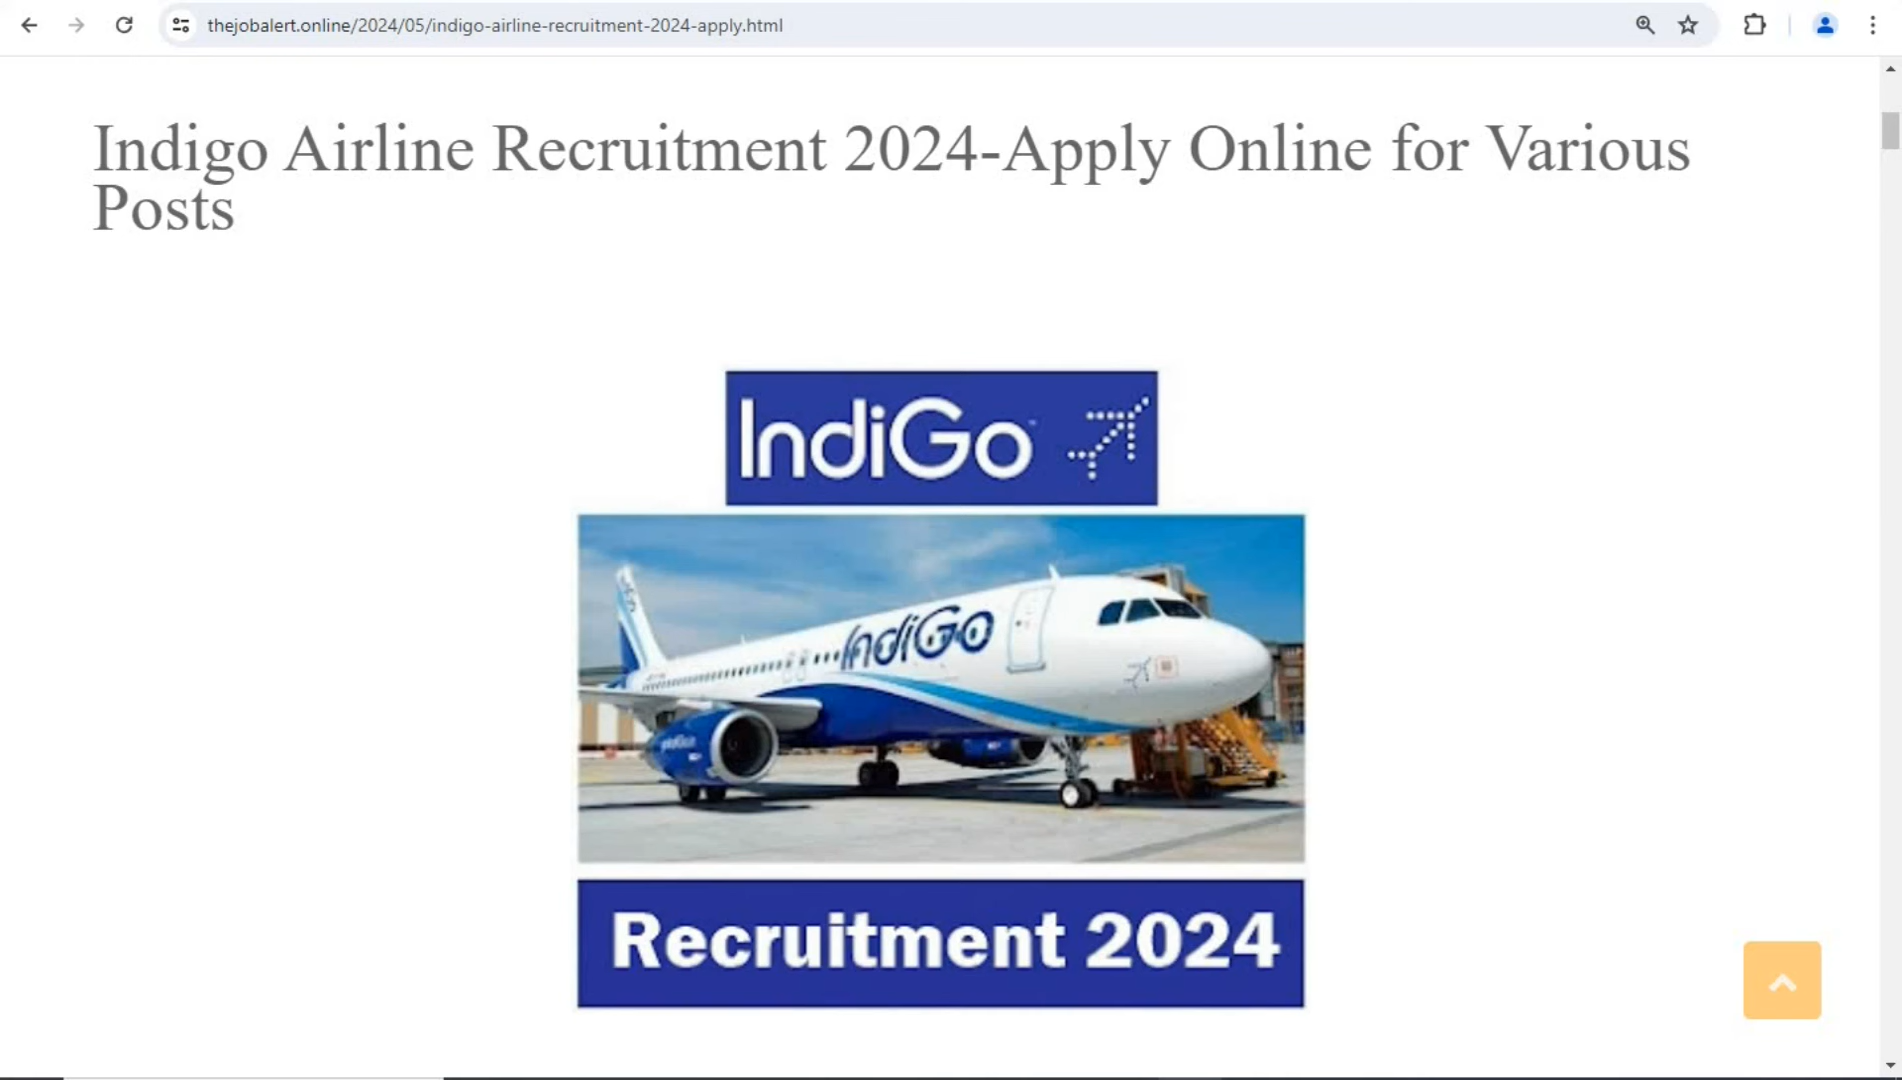 thejobalert.online/2024/05/indigo-airline-recruitment-2024-apply.html
Indigo Airline Recruitment 2024-Apply Online for Various
Posts
IndiGo
IndiGo
Recruitment 2024